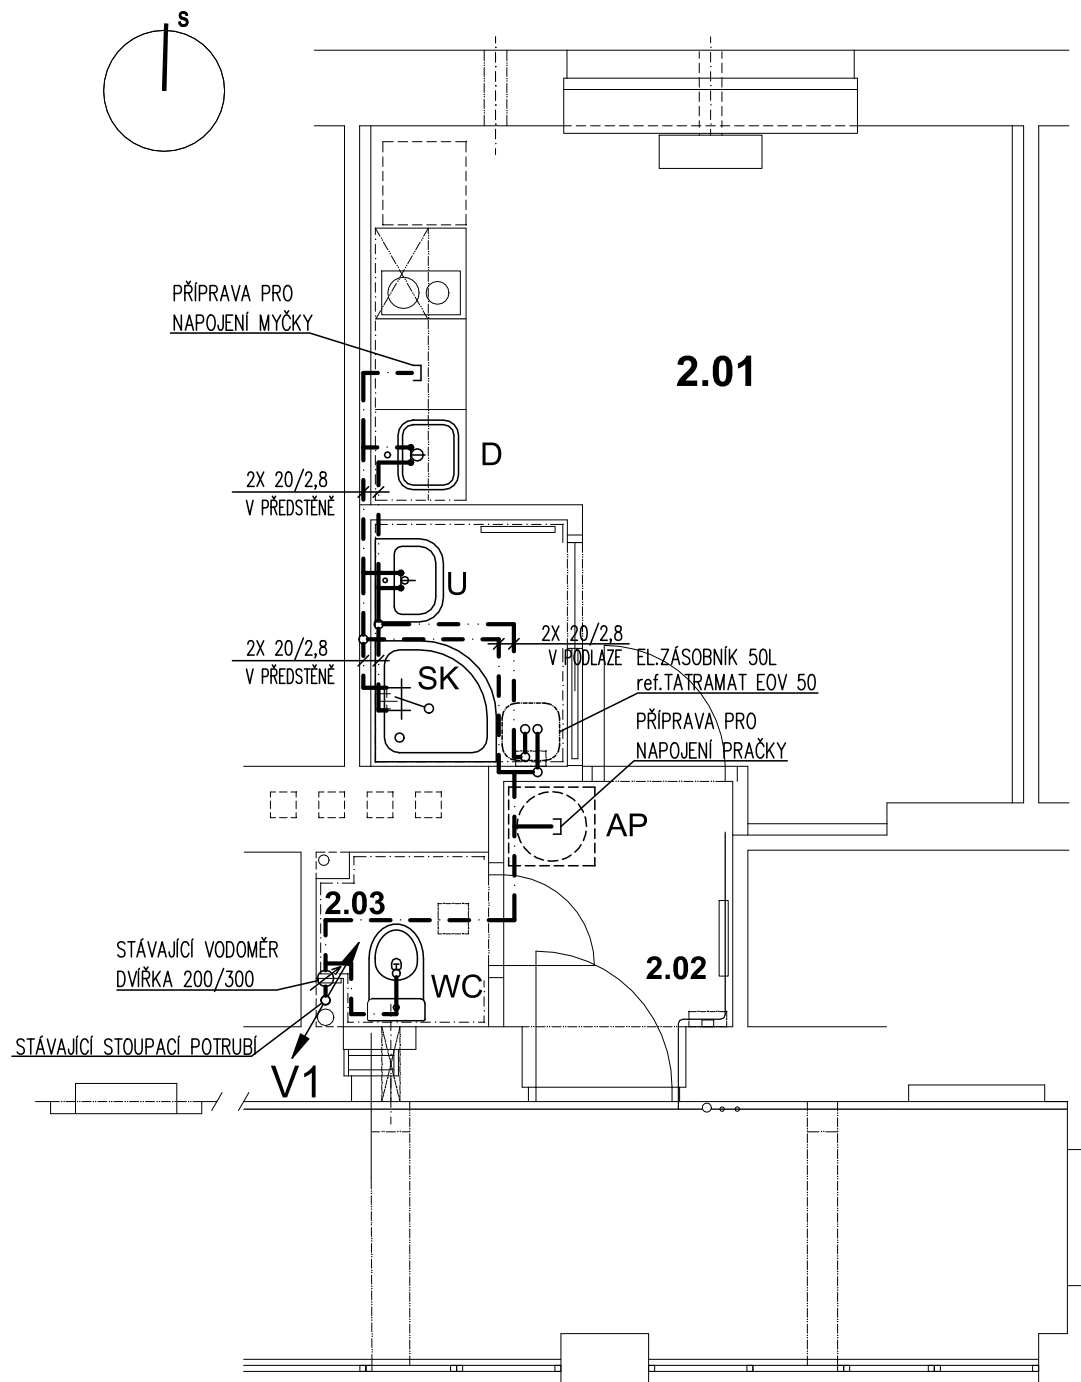 S
PŘÍPRAVA PRO
NAPOJENÍ MYČKY
2.01
D
2X 20/2,8
V PŘEDSTĚNĚ
U
2X 20/2,8
V PODLAZE
2X 20/2,8
V PŘEDSTĚNĚ
SK
EL.ZÁSOBNÍK 50L
ref.TATRAMAT EOV 50
PŘÍPRAVA PRO
NAPOJENÍ PRAČKY
AP
2.03
STÁVAJÍCÍ VODOMĚR
DVÍŘKA 200/300
WC
2.02
STÁVAJÍCÍ STOUPACÍ POTRUBÍ
V1